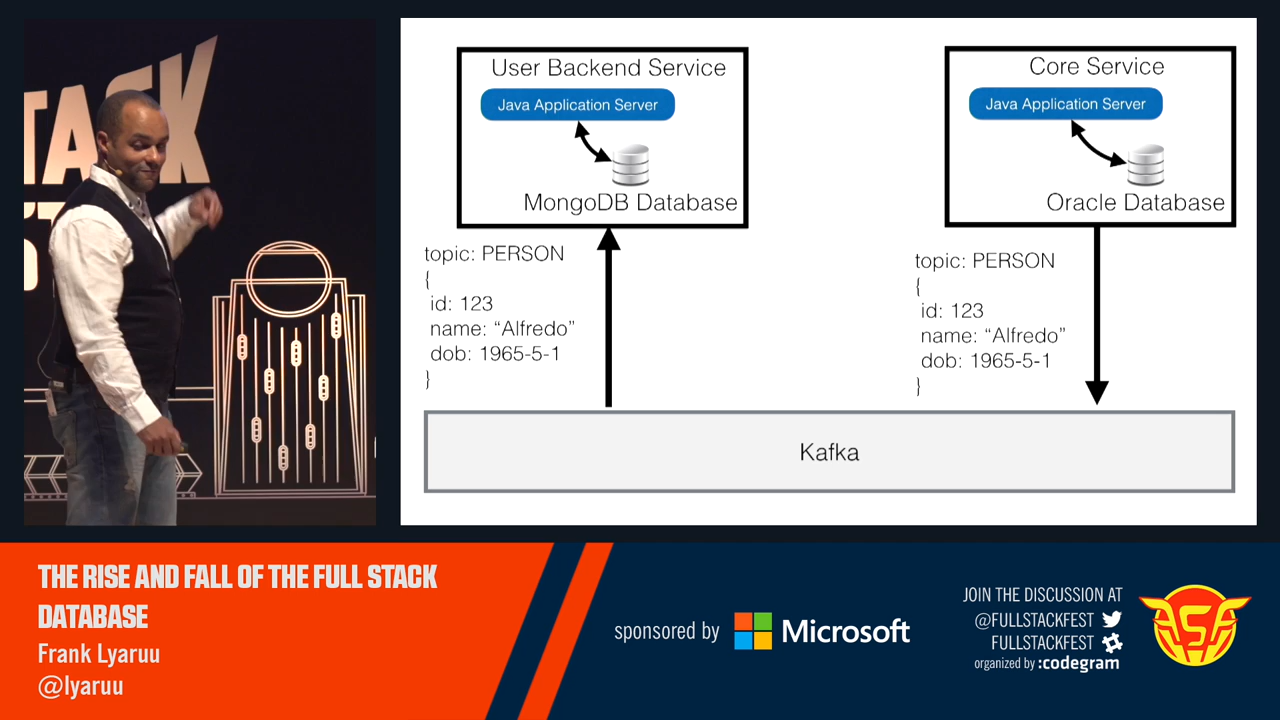 TACK
User Backend Service
Java Application Server
MongoDB Database
Core Service
Java Application Server
Oracle Database
topic: PERSON
{
id: 123
name: “Alfredo”
dob: 1965-5-1
}
topic: PERSON
{
id: 123
name: “Alfredo”
dob: 1965-5-1
}
Kafka
THE RISE AND FALL OF THE FULL STACK
DATABASE
Frank Lyaruu
@lyaruu
sponsored by Microsoft
JOIN THE DISCUSSION AT
@FULLSTACKFEST
FULLSTACKFEST
organized by :codegram
FSF